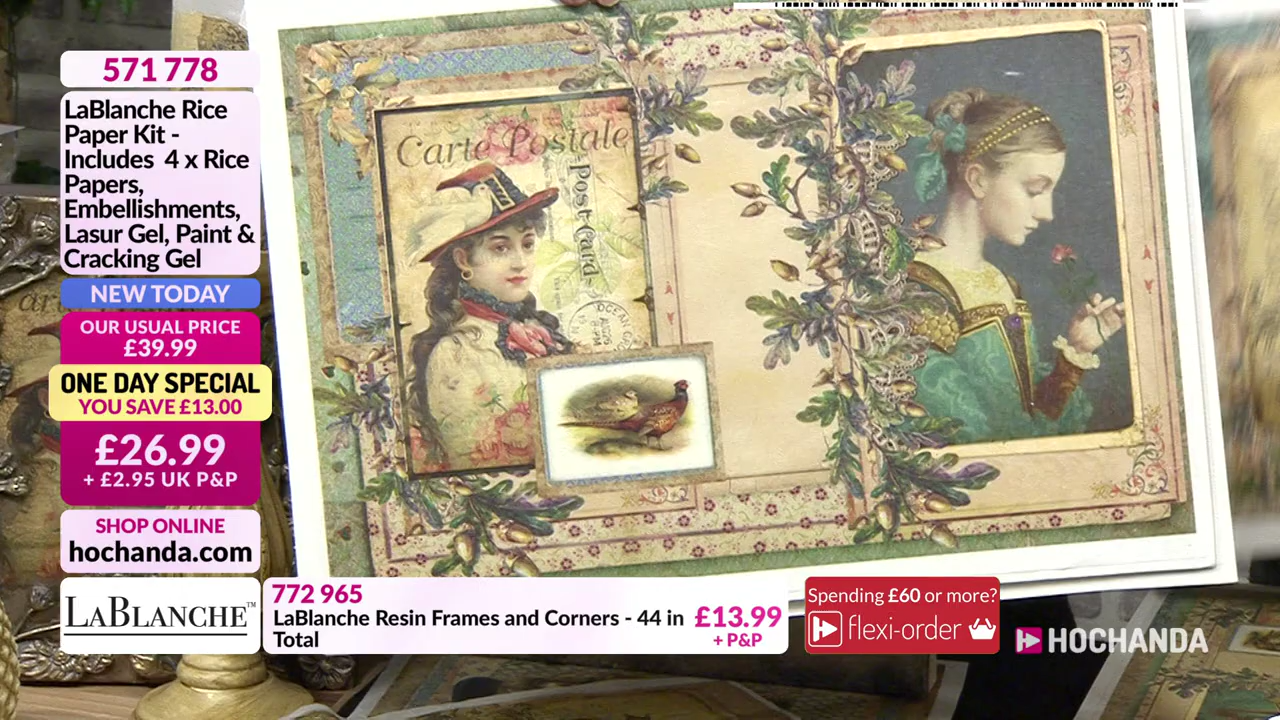 571 778
LaBlanche Rice
Paper Kit -
Includes 4 x Rice
Papers,
Embellishments,
Lasur Gel, Paint &
Cracking Gel
NEW TODAY
OUR USUAL PRICE
£39.99
ONE DAY SPECIAL
YOU SAVE £13.00
£26.99
+ £2.95 UK P&P
SHOP ONLINE
hochanda.com
LABLANCHE™
772 965
LaBlanche Resin Frames and Corners - 44 in
Total
£13.99
+ P&P
Spending £60 or more?
flexi-order
HOCHANDA
Carte Postale
Post Card
OCEAN